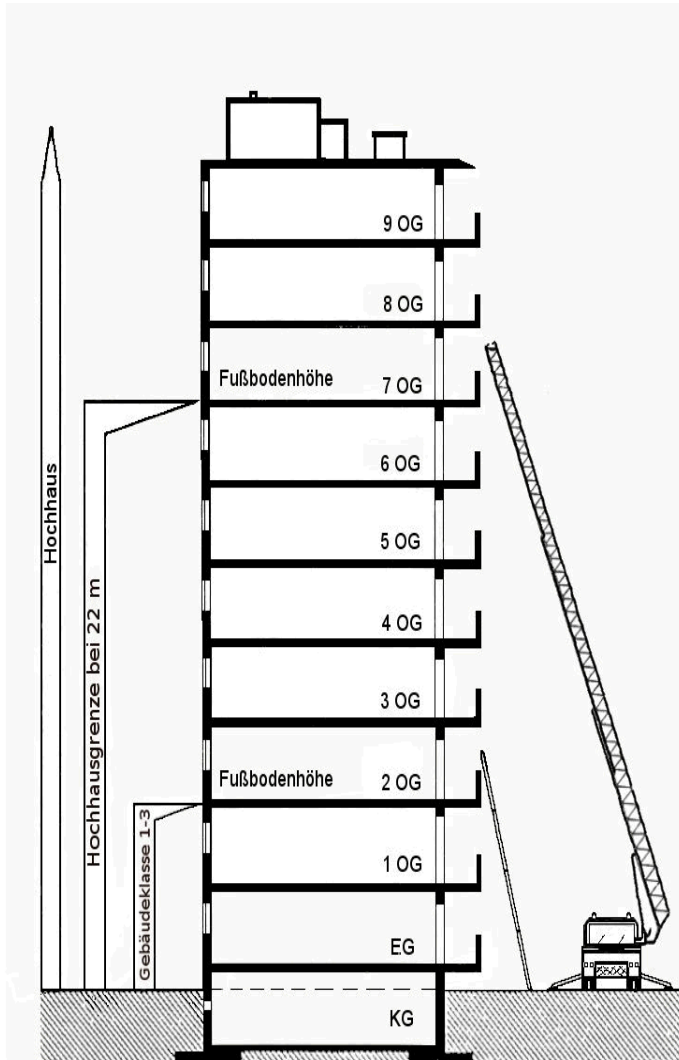 9 OG
8 OG
Fußbodenhöhe
7 OG
6 OG
5 OG
4 OG
3 OG
Fußbodenhöhe
2 OG
1 OG
EG
KG
Hochhaus
Hochhausgrenze bei 22 m
Gebäudeklasse 1-3